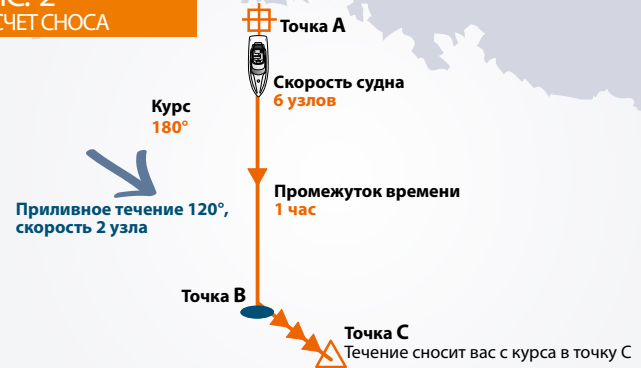 СНОСА
Точка А
Скорость судна
6 узлов
Курс
180°
Промежуток времени
1 час
Приливное течение 120°,
скорость 2 узла
Точка В
Точка С
Течение сносит вас с курса в точку С